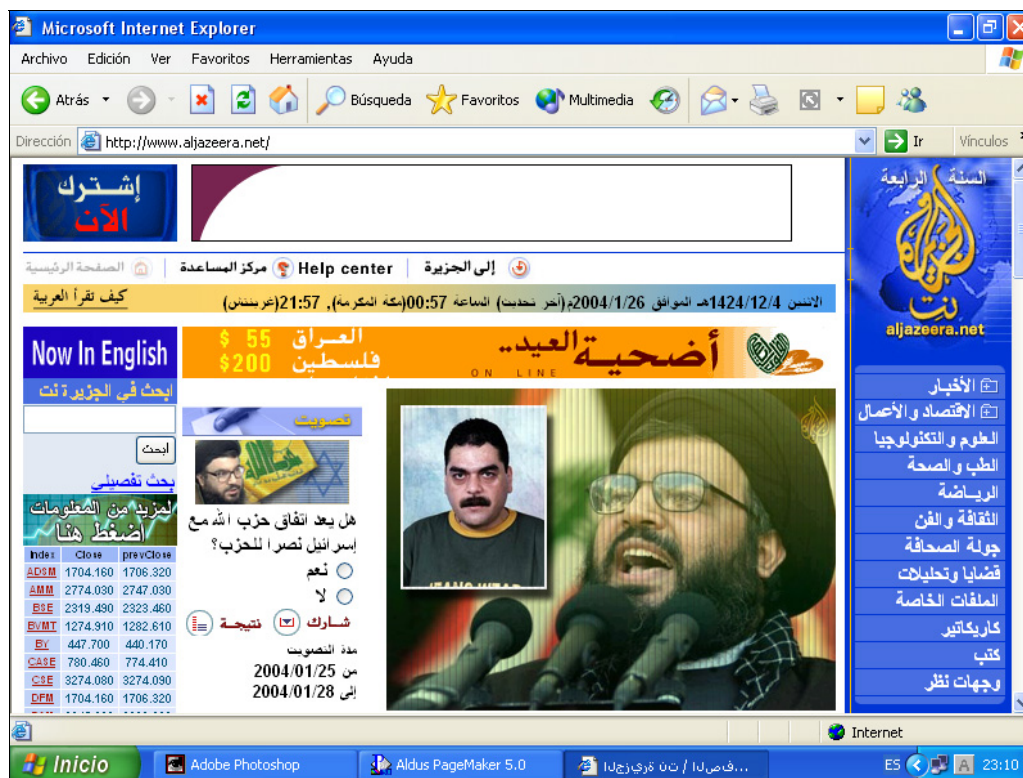 Microsoft Internet Explorer
Archivo Edición Ver Favoritos Herramientas Ayuda
Atrás Búsqueda Favoritos Multimedia
Dirección http://www.aljazeera.net/ Ir Vínculos
إشترك
الآن
السنة الرابعة
الجزيرة
نت
aljazeera.net
إلى الجزيرة Help center مركز المساعدة الصفحة الرئيسية
الاثنين 1424/12/4هـ الموافق 2004/1/26م(آخر تحديث) الساعة 00:57(مكة المكرمة), 21:57(غرينتش)
كيف تقرأ العربية
Now In English
أضحية العيد..
ON LINE
العراق 55 $
فلسطين 200$
ابحث في الجزيرة نت
ابحث
بحث تفصيلي
لمزيد من المعلومات
اضغط هنا
Index Close prevClose
ADSM 1704.160 1706.320
AMM 2774.030 2747.030
BSE 2319.490 2323.460
BVMT 1274.910 1282.610
BY 447.700 440.170
CASE 780.460 774.410
CSE 3274.080 3274.090
DFM 1704.160 1706.320
تصويت
هل يعد اتفاق حزب الله مع
إسرائيل نصرا للحزب؟
نعم
لا
شارك نتيجة
مدة التصويت
من 2004/01/25
إلى 2004/01/28
الأخبار
الاقتصاد والأعمال
العلوم والتكنولوجيا
الطب والصحة
الرياضة
الثقافة والفن
جولة الصحافة
قضايا وتحليلات
الملفات الخاصة
كاريكاتير
كتب
وجهات نظر
Internet
Inicio Adobe Photoshop Aldus PageMaker 5.0 ES 23:10